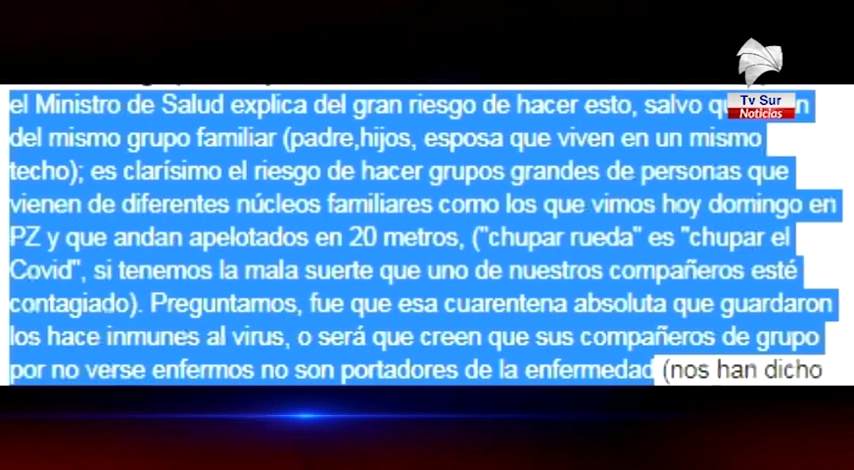 Tv Sur
Noticias
el Ministro de Salud explica del gran riesgo de hacer esto, salvo
del mismo grupo familiar (padre,hijos, esposa que viven en un mismo
techo); es clarísimo el riesgo de hacer grupos grandes de personas que
vienen de diferentes núcleos familiares como los que vimos hoy domingo en
PZ y que andan apelotados en 20 metros, ("chupar rueda" es "chupar el
Covid", si tenemos la mala suerte que uno de nuestros compañeros esté
contagiado). Preguntamos, fue que esa cuarentena absoluta que guardaron
los hace inmunes al virus, o será que creen que sus compañeros de grupo
por no verse enfermos no son portadores de la enfermedad (nos han dicho